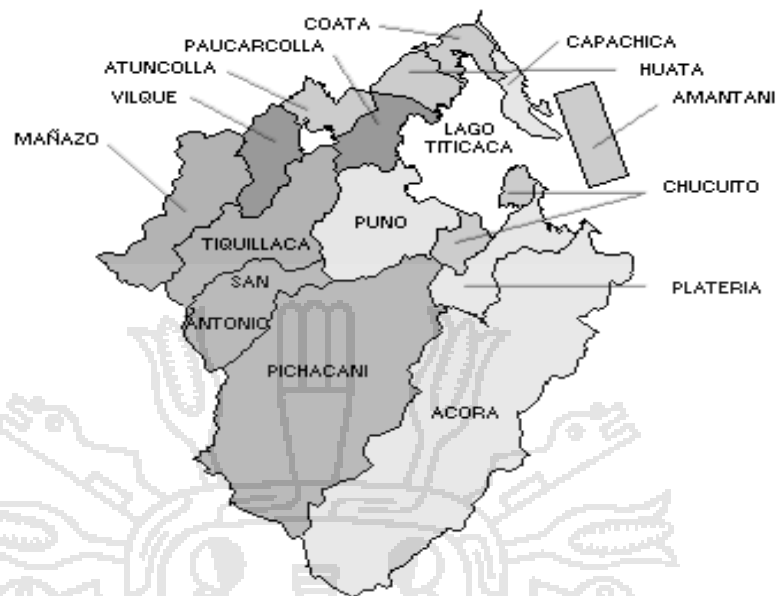 COATA
PAUCARCOLLA
CAPACHICA
ATUNCOLLA
HUATA
VILQUE
AMANTANI
LAGO
TITICACA
MAÑAZO
CHUCUITO
PUNO
TIQUILLACA
SAN
PLATERIA
ANTONIO
PICHACANI
ACORA